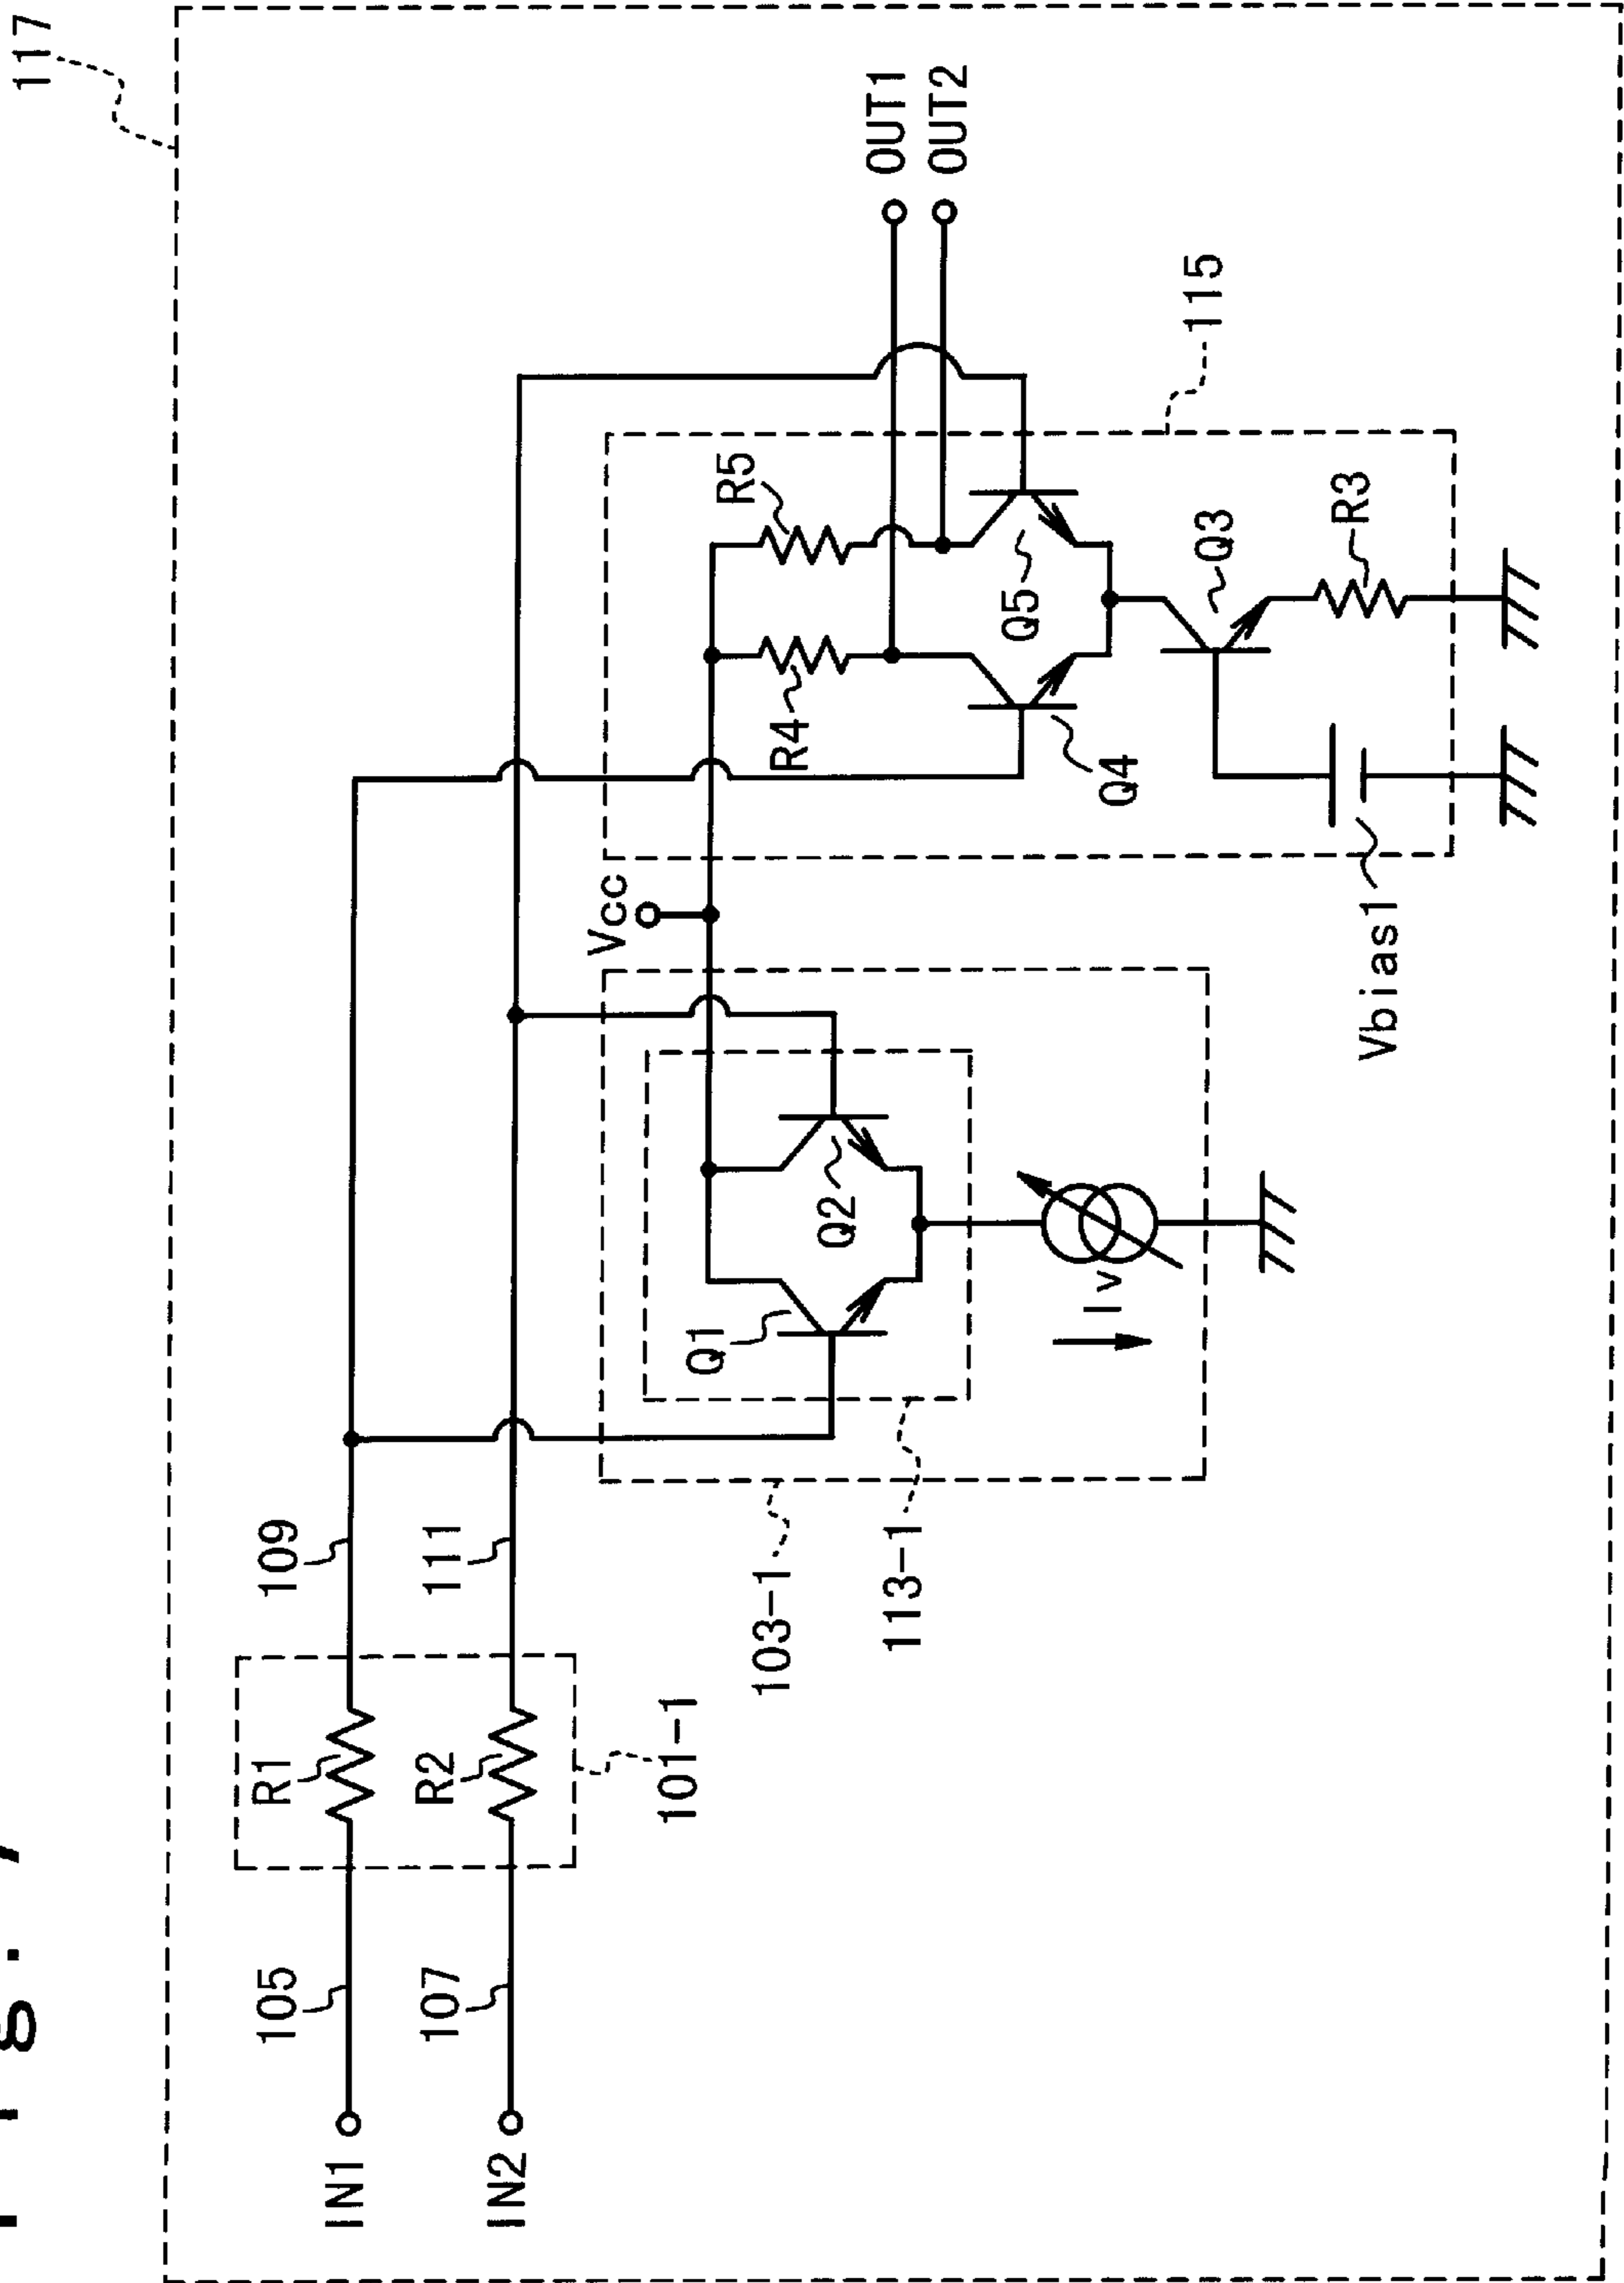 117
IN1
105
R1
109
IN2
107
R2
111
101-1
103-1
113-1
Q1
Q2
Iv
Vcc
R4
R5
Q4
Q5
Q3
R3
Vbias1
115
OUT1
OUT2